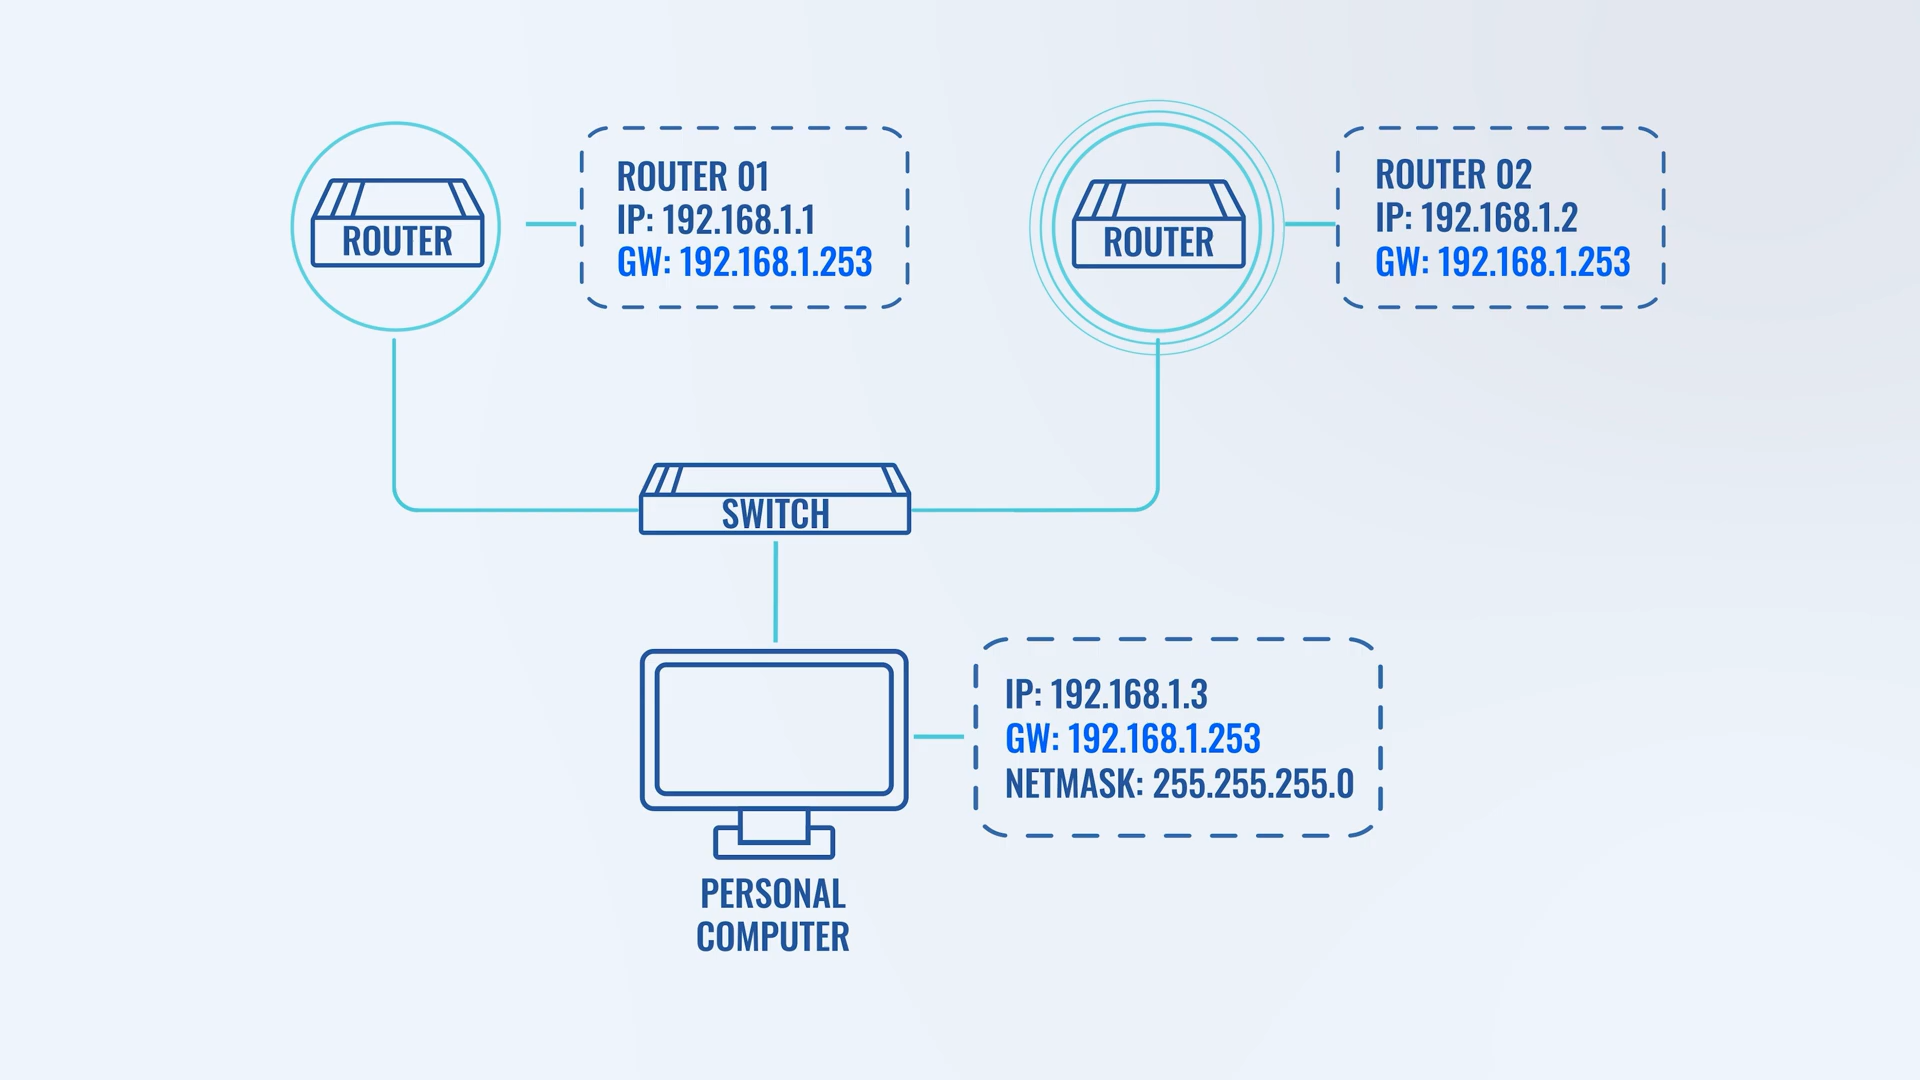 ROUTER
ROUTER 01
IP: 192.168.1.1
GW: 192.168.1.253
ROUTER
ROUTER 02
IP: 192.168.1.2
GW: 192.168.1.253
SWITCH
IP: 192.168.1.3
GW: 192.168.1.253
NETMASK: 255.255.255.0
PERSONAL
COMPUTER